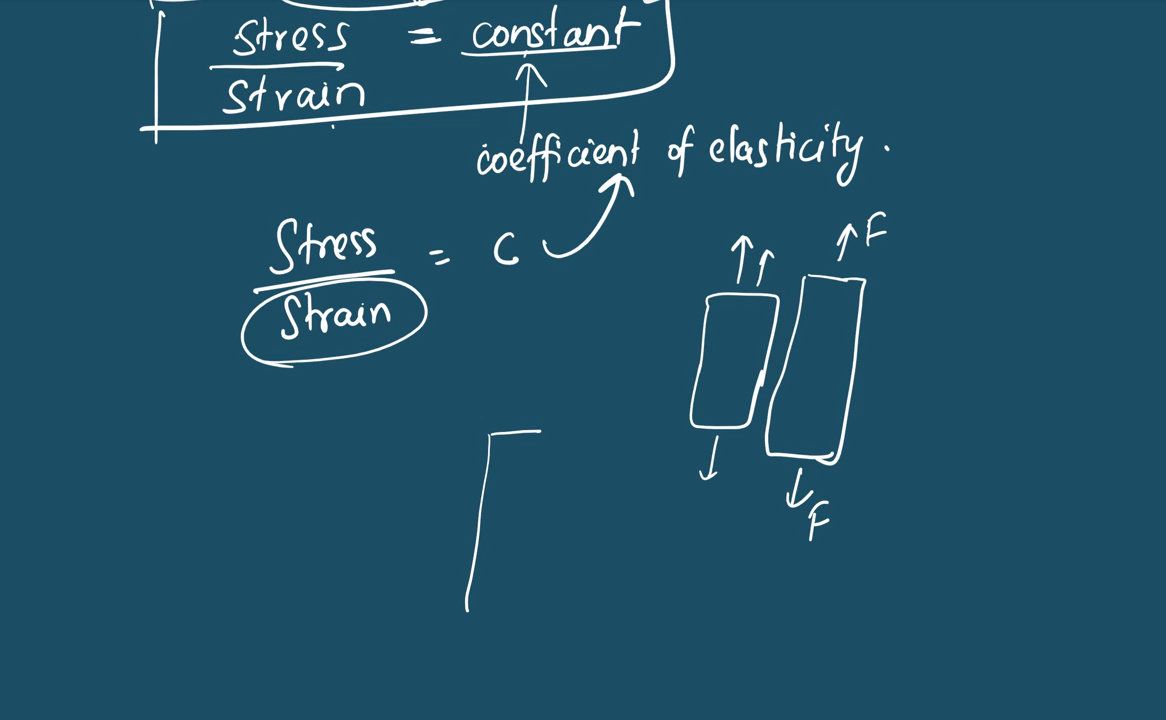 Stress = constant
Strain
coefficient of elasticity.
Stress = C
Strain
F
F